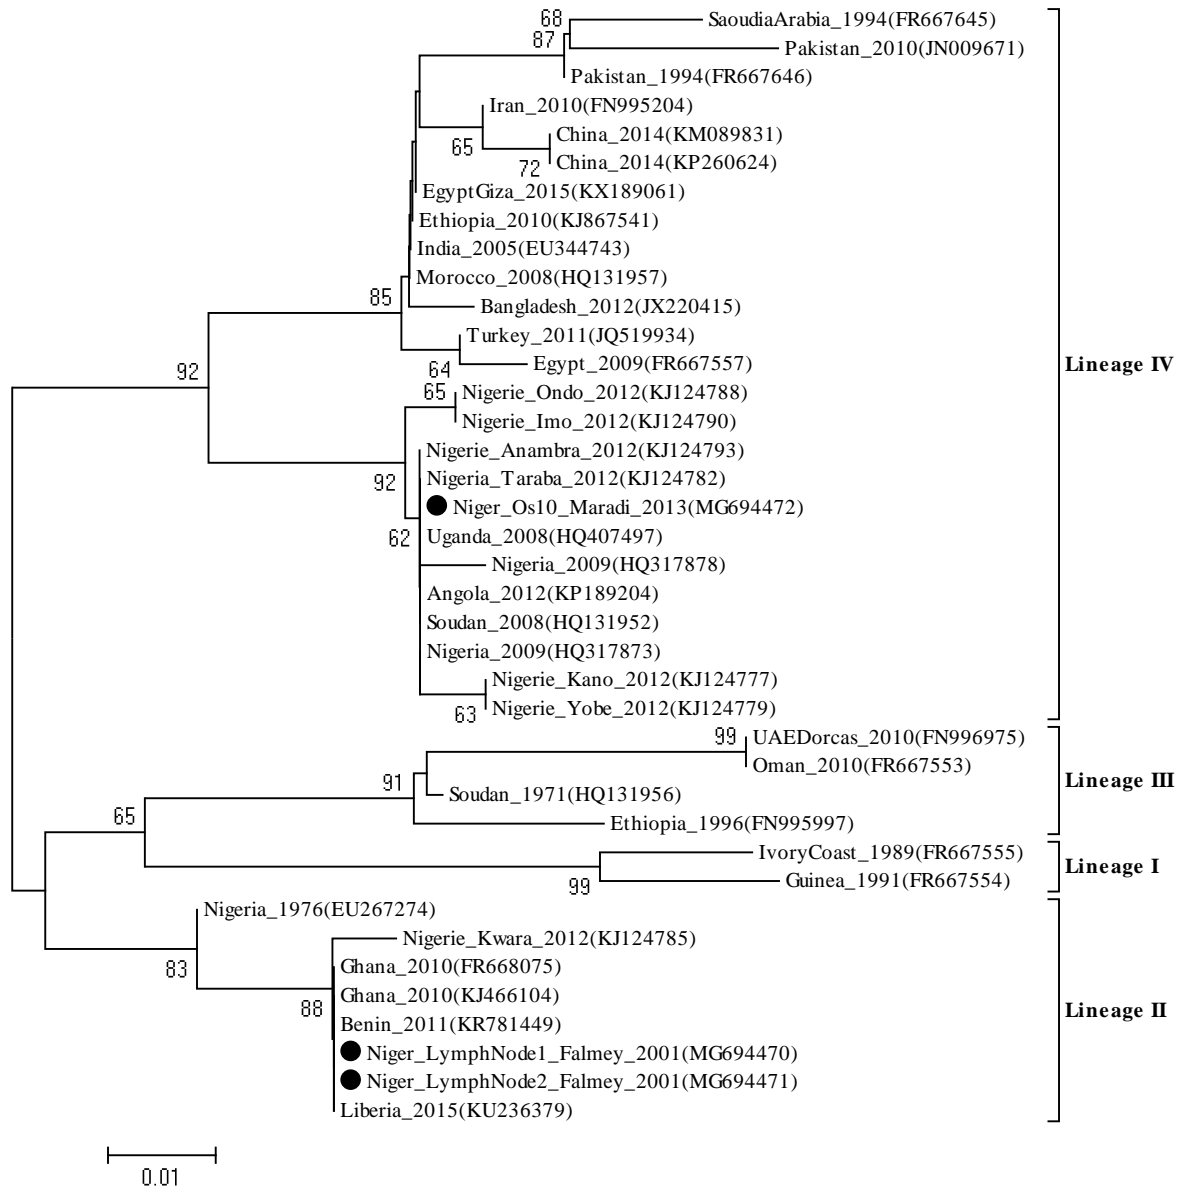 68
SaoudiaArabia_1994(FR667645)
87
Pakistan_2010(JN009671)
Pakistan_1994(FR667646)
Iran_2010(FN995204)
65
China_2014(KM089831)
72
China_2014(KP260624)
EgyptGiza_2015(KX189061)
Ethiopia_2010(KJ867541)
India_2005(EU344743)
Morocco_2008(HQ131957)
85
Bangladesh_2012(JX220415)
Turkey_2011(JQ519934)
64
Egypt_2009(FR667557)
Lineage IV
92
65
Nigerie_Ondo_2012(KJ124788)
Nigerie_Imo_2012(KJ124790)
Nigerie_Anambra_2012(KJ124793)
92
Nigeria_Taraba_2012(KJ124782)
Niger_Os10_Maradi_2013(MG694472)
62
Uganda_2008(HQ407497)
Nigeria_2009(HQ317878)
Angola_2012(KP189204)
Soudan_2008(HQ131952)
Nigeria_2009(HQ317873)
Nigerie_Kano_2012(KJ124777)
63
Nigerie_Yobe_2012(KJ124779)
99
UAEDorcas_2010(FN996975)
Oman_2010(FR667553)
Lineage III
91
Soudan_1971(HQ131956)
65
Ethiopia_1996(FN995997)
IvoryCoast_1989(FR667555)
Lineage I
99
Guinea_1991(FR667554)
Nigeria_1976(EU267274)
Nigerie_Kwara_2012(KJ124785)
83
Ghana_2010(FR668075)
88
Ghana_2010(KJ466104)
Lineage II
Benin_2011(KR781449)
Niger_LymphNode1_Falmey_2001(MG694470)
Niger_LymphNode2_Falmey_2001(MG694471)
Liberia_2015(KU236379)
0.01